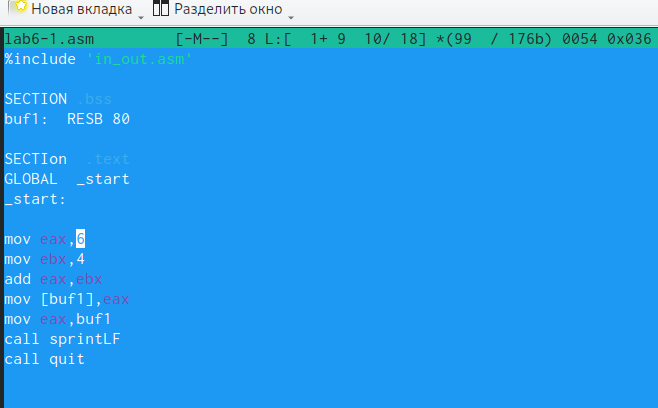 Новая вкладка Разделить окно
lab6-1.asm [-M--] 8 L:[ 1+ 9 10/ 18] *(99 / 176b) 0054 0x036
%include 'in_out.asm'
SECTION .bss
buf1: RESB 80
SECTIon .text
GLOBAL _start
_start:
mov eax,6
mov ebx,4
add eax,ebx
mov [buf1],eax
mov eax,buf1
call sprintLF
call quit